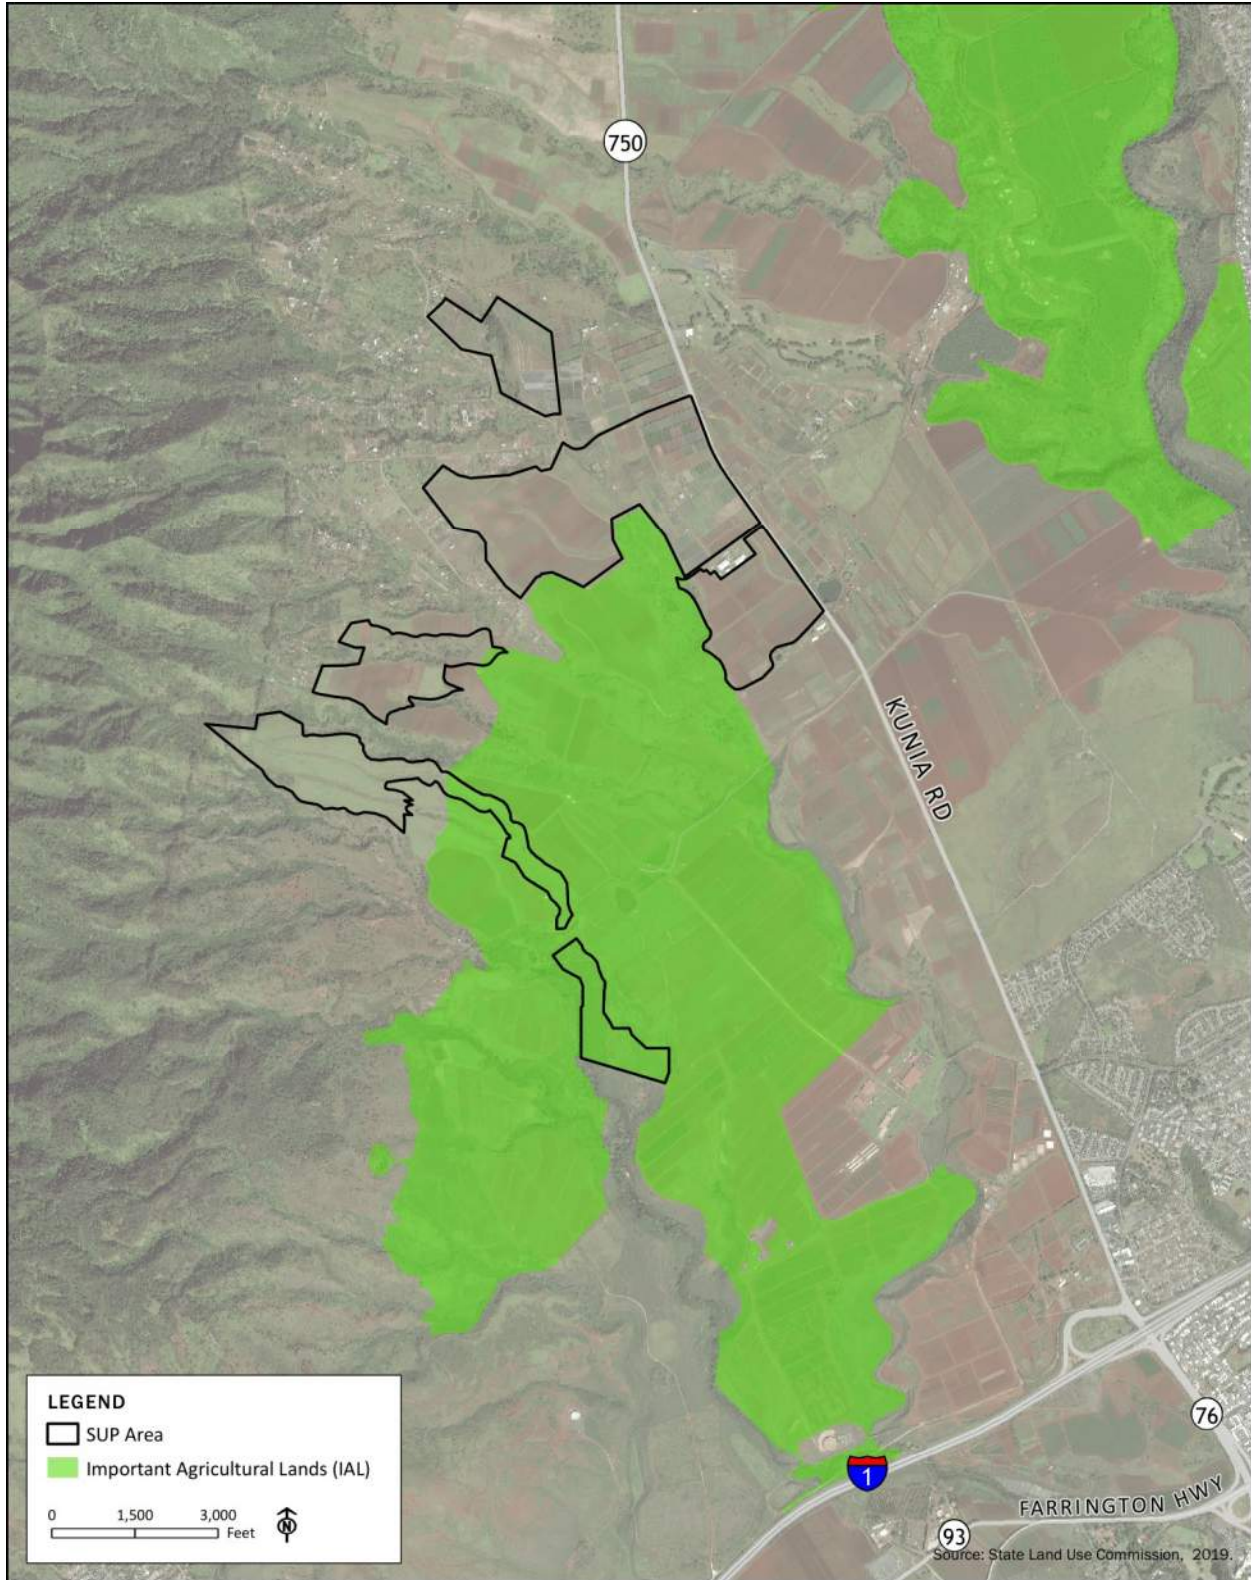 750
KUNIA RD
76
1
FARRINGTON HWY
93
Source: State Land Use Commission, 2019.
LEGEND
SUP Area
Important Agricultural Lands (IAL)
0 1,500 3,000
Feet
N